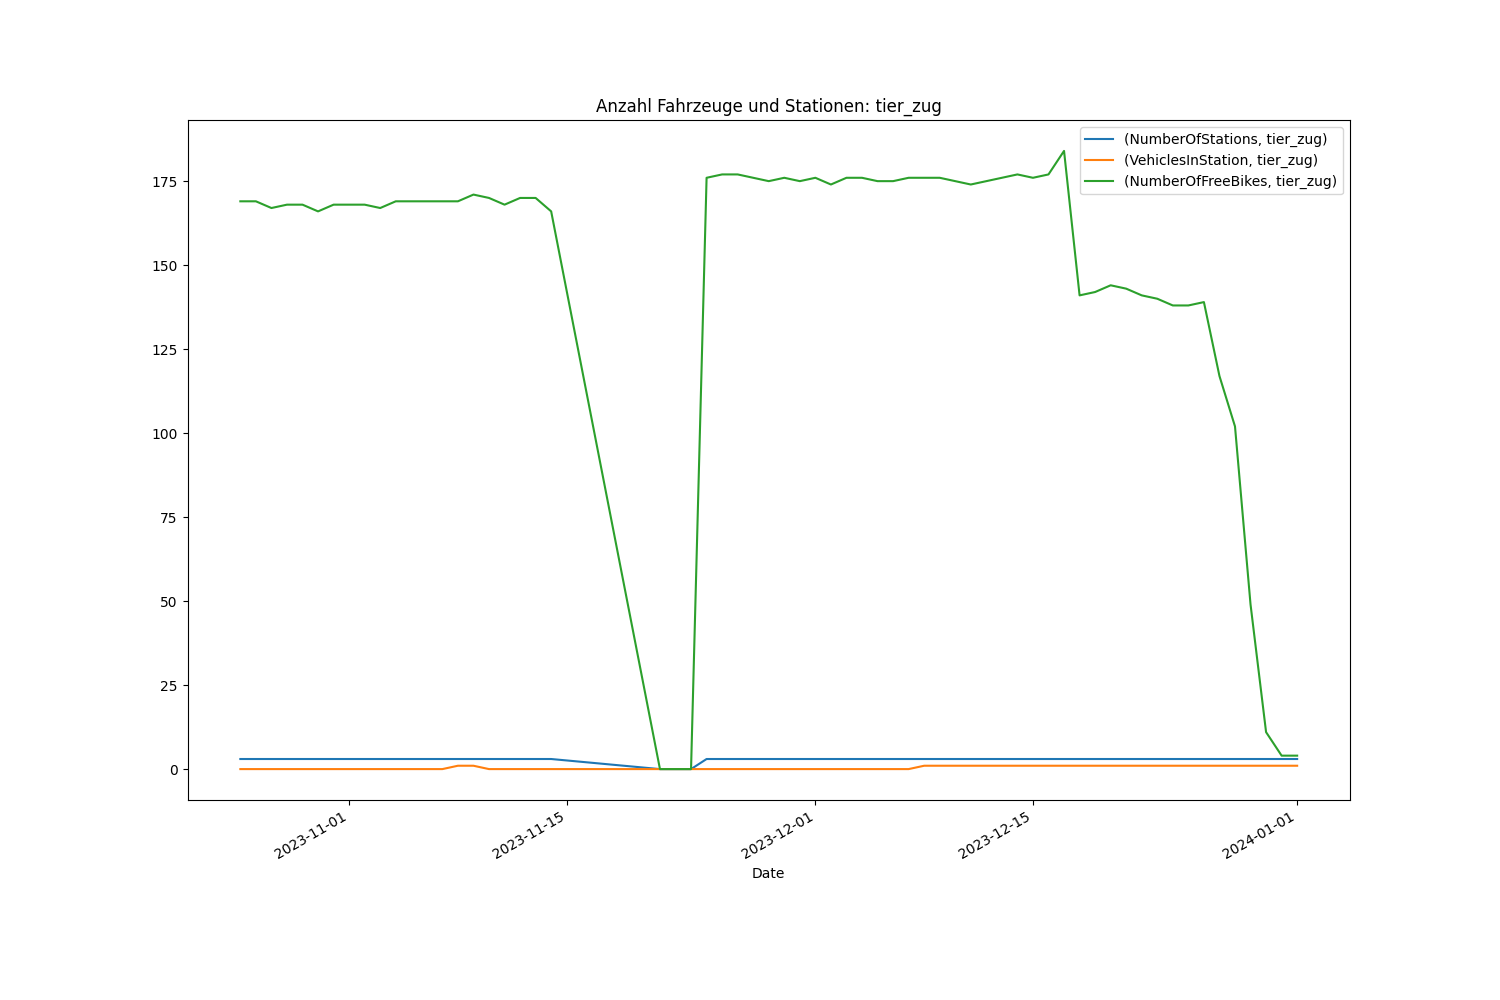 Anzahl Fahrzeuge und Stationen: tier_zug
(NumberOfStations, tier_zug)
(VehiclesInStation, tier_zug)
(NumberOfFreeBikes, tier_zug)
175
150
125
100
75
50
25
0
2023-11-01
2023-11-15
2023-12-01
2023-12-15
2024-01-01
Date